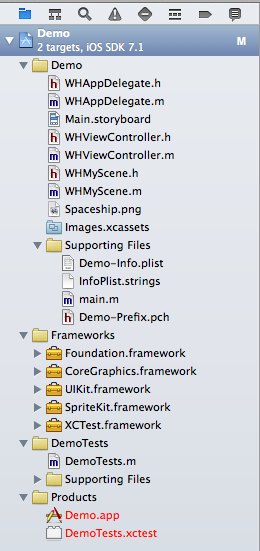 Demo
2 targets, iOS SDK 7.1
M
Demo
h WHAppDelegate.h
m WHAppDelegate.m
Main.storyboard
h WHViewController.h
m WHViewController.m
h WHMyScene.h
m WHMyScene.m
Spaceship.png
Images.xcassets
Supporting Files
Demo-Info.plist
InfoPlist.strings
m main.m
h Demo-Prefix.pch
Frameworks
Foundation.framework
CoreGraphics.framework
UIKit.framework
SpriteKit.framework
XCTest.framework
DemoTests
m DemoTests.m
Supporting Files
Products
Demo.app
DemoTests.xctest